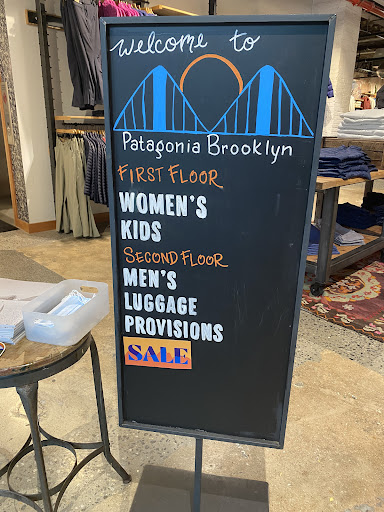 welcome to
Patagonia Brooklyn
FIRST FLOOR
WOMEN'S
KIDS
SECOND FLOOR
MEN'S
LUGGAGE
PROVISIONS
SALE